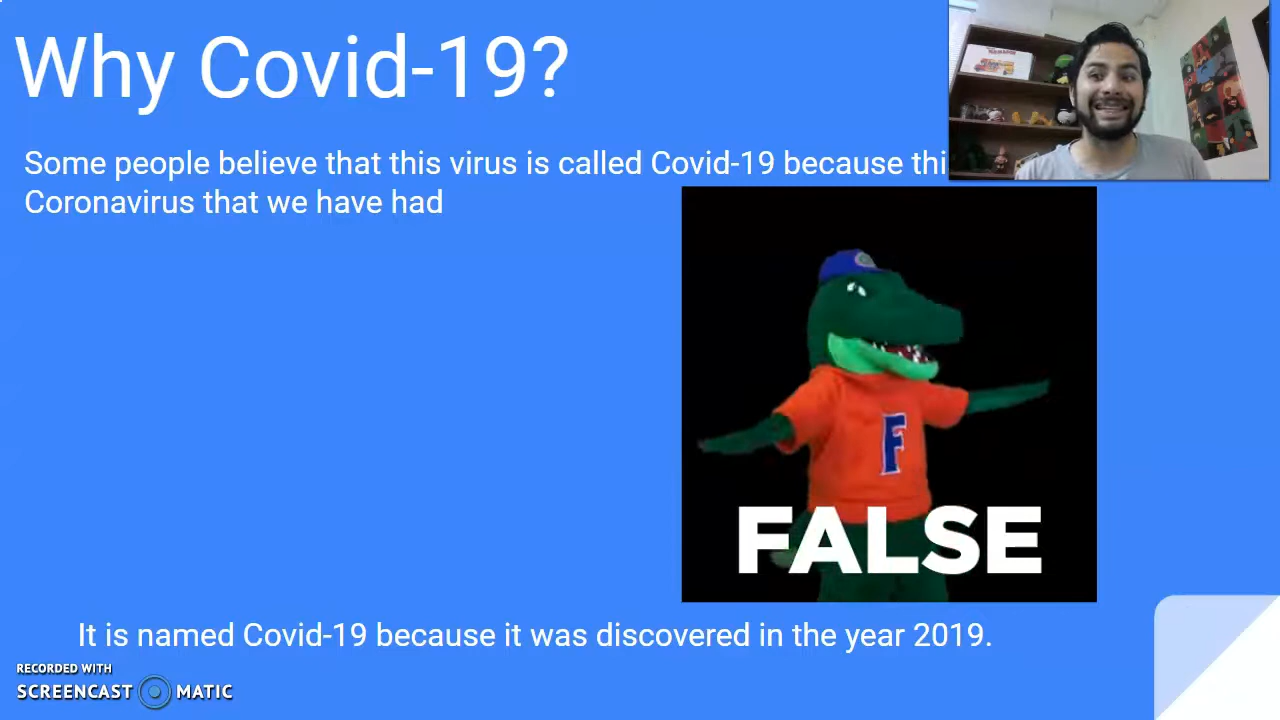 Why Covid-19?
Some people believe that this virus is called Covid-19 because thi
Coronavirus that we have had
F
FALSE
It is named Covid-19 because it was discovered in the year 2019.
RECORDED WITH
SCREENCAST MATIC